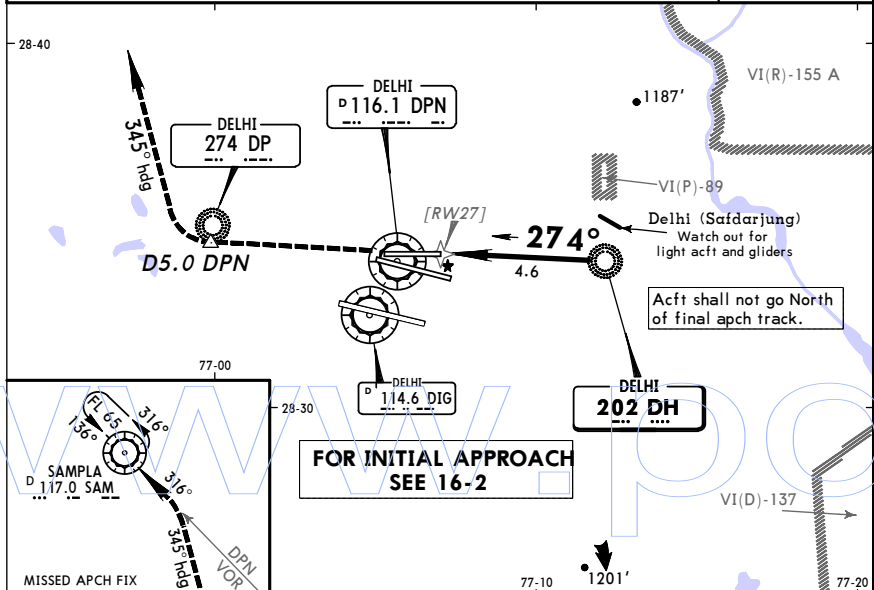 28-40
VI(R)-155 A
1187'
DELHI
D 116.1 DPN
DELHI
274 DP
345° hdg
VI(P)-89
[RW27]
Delhi (Safdarjung)
Watch out for
light acft and gliders
274°
4.6
D5.0 DPN
Acft shall not go North
of final apch track.
77-00
DELHI
D 114.6 DIG
DELHI
202 DH
28-30
FL 65
316°
136°
SAMPLA
D 117.0 SAM
316°
FOR INITIAL APPROACH
SEE 16-2
VI(D)-137
345° hdg
DPN
VOR
MISSED APCH FIX
1201'
77-10
77-20
www.po